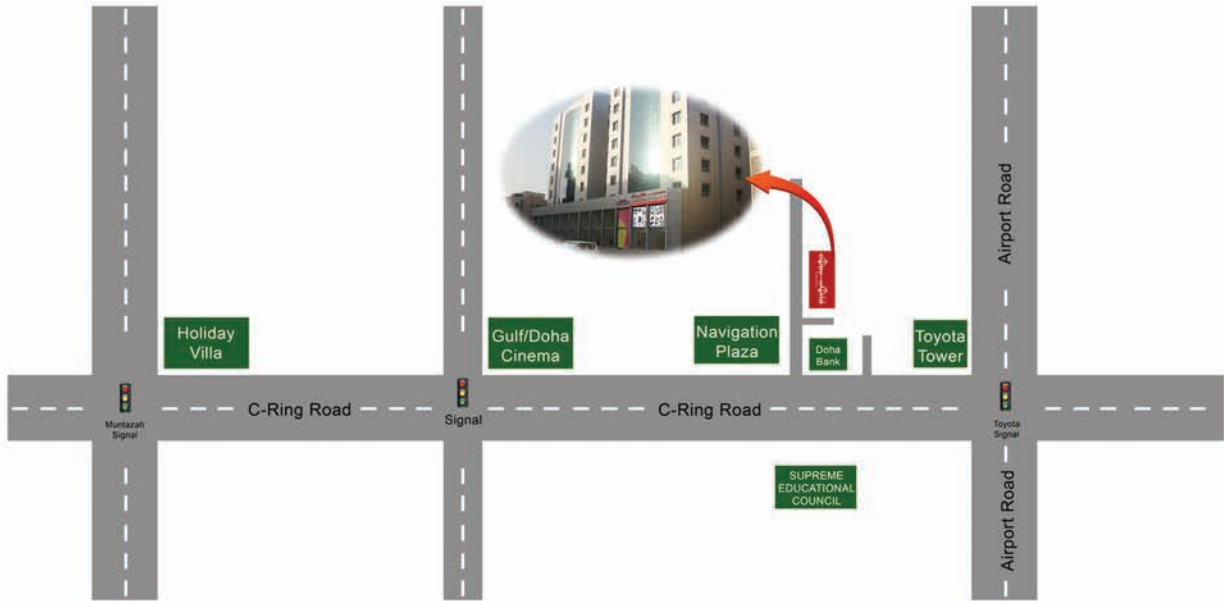 Airport Road
Holiday
Villa
Gulf/Doha
Cinema
Navigation
Plaza
Doha
Bank
Toyota
Tower
C-Ring Road
C-Ring Road
Muntazah
Signal
Signal
Toyota
Signal
SUPREME
EDUCATIONAL
COUNCIL
Airport Road